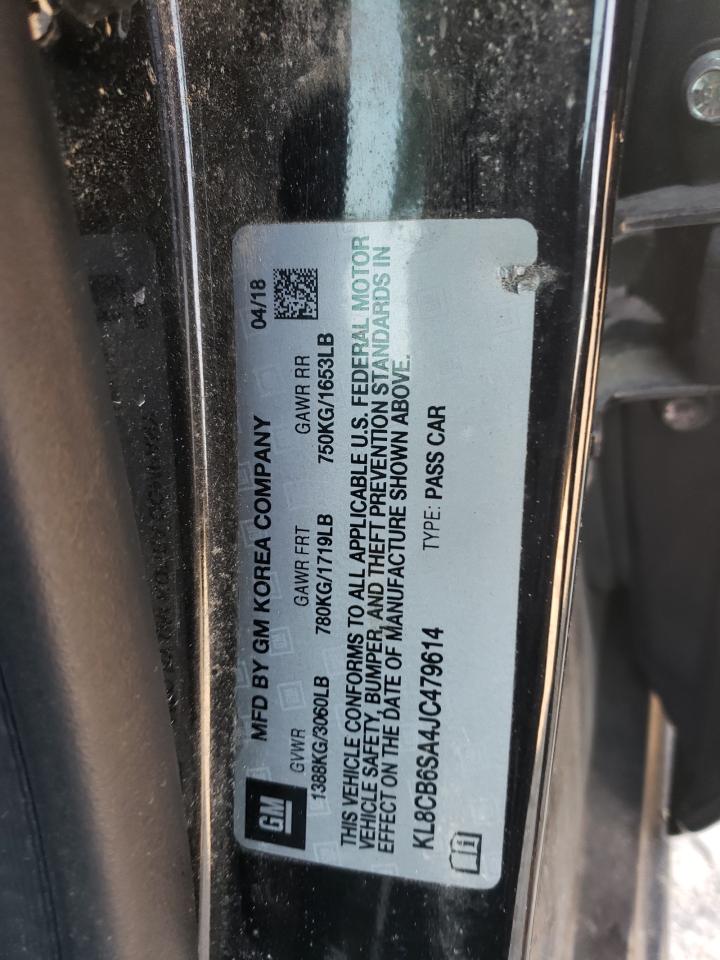 GM
MFD BY GM KOREA COMPANY 04/18
GVWR GAWR FRT GAWR RR
1388KG/3060LB 780KG/1719LB 750KG/1653LB
THIS VEHICLE CONFORMS TO ALL APPLICABLE U.S. FEDERAL MOTOR
VEHICLE SAFETY, BUMPER, AND THEFT PREVENTION STANDARDS IN
EFFECT ON THE DATE OF MANUFACTURE SHOWN ABOVE.
KL8CB6SA4JC479614 TYPE: PASS CAR